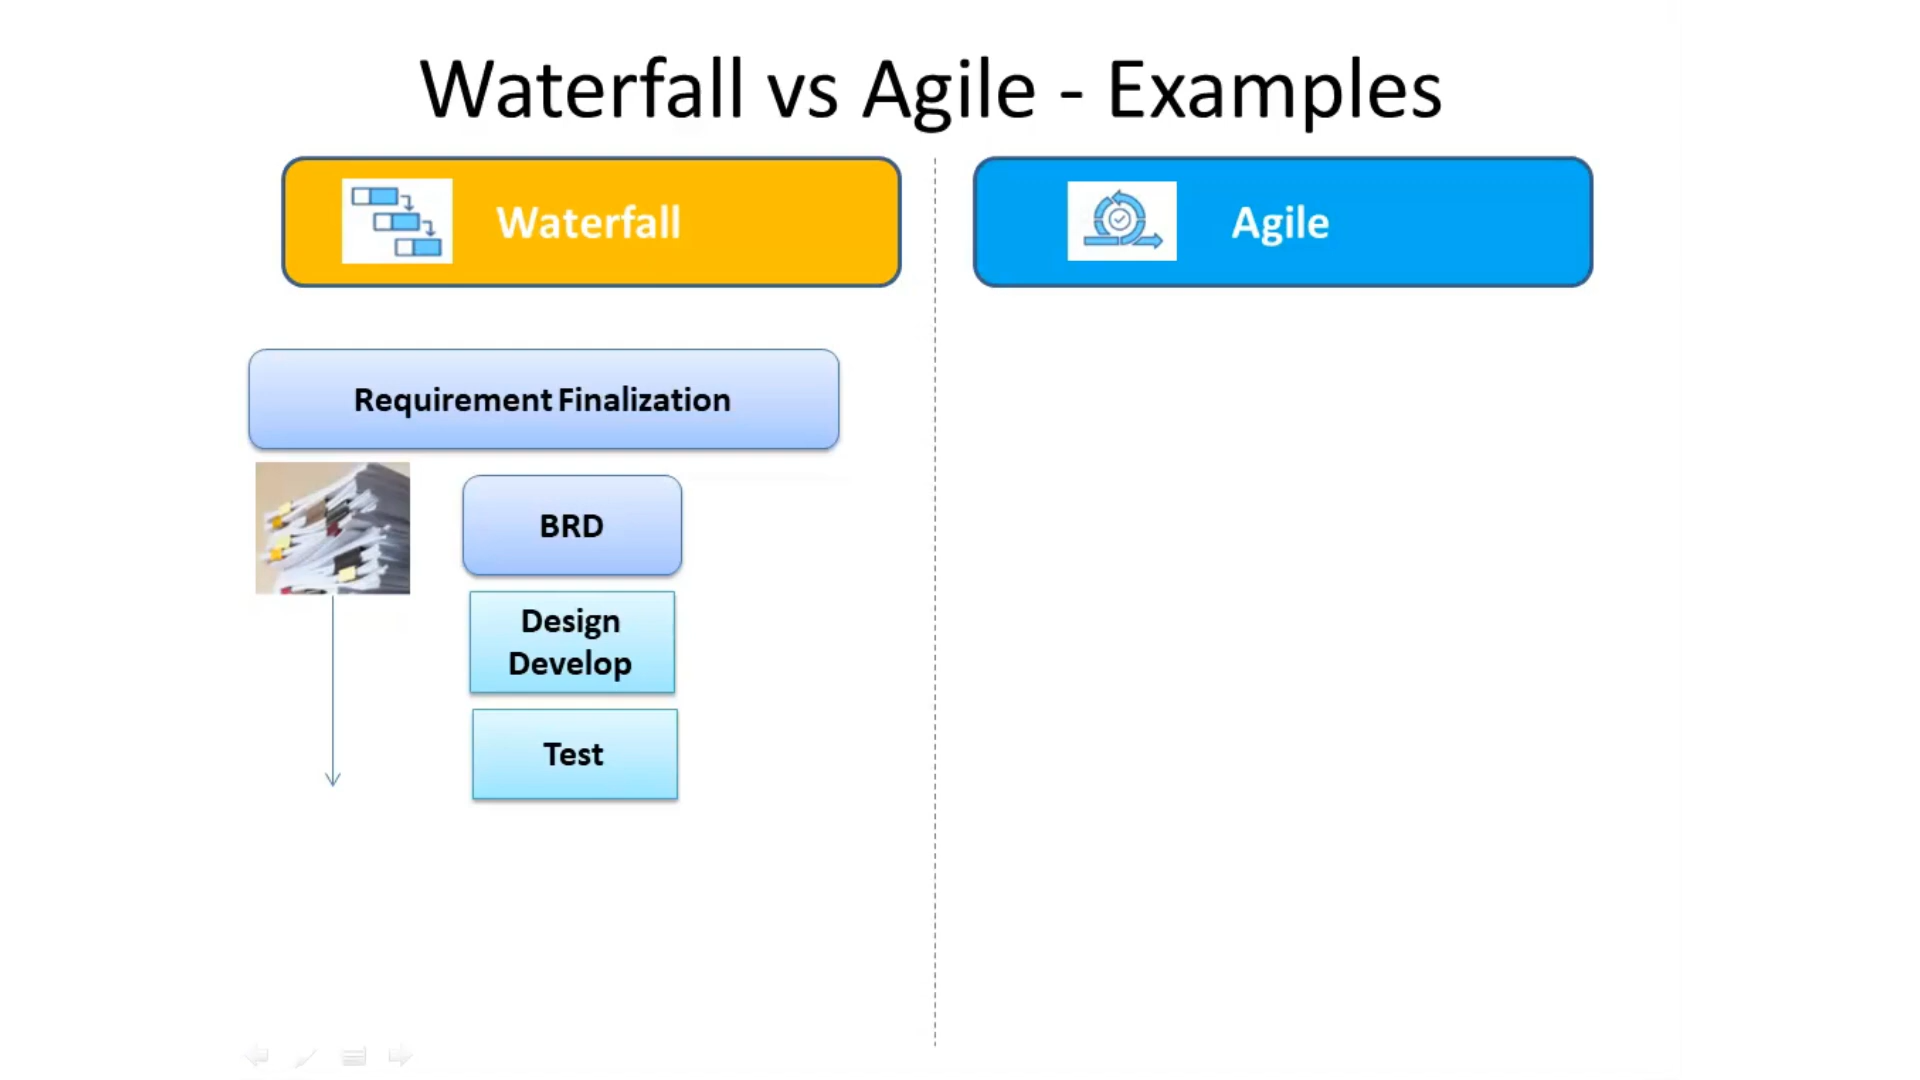 Waterfall vs Agile - Examples
Waterfall
Agile
Requirement Finalization
BRD
Design
Develop
Test